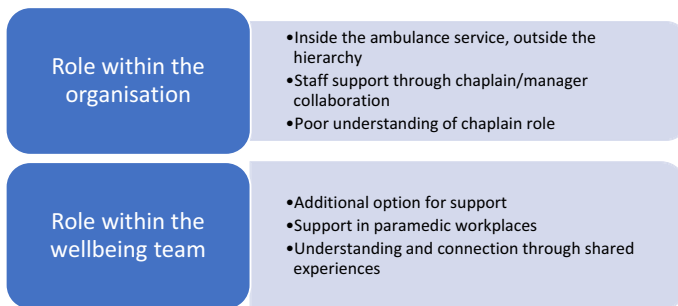 Role within the
organisation
•Inside the ambulance service, outside the
hierarchy
•Staff support through chaplain/manager
collaboration
•Poor understanding of chaplain role
Role within the
wellbeing team
•Additional option for support
•Support in paramedic workplaces
•Understanding and connection through shared
experiences